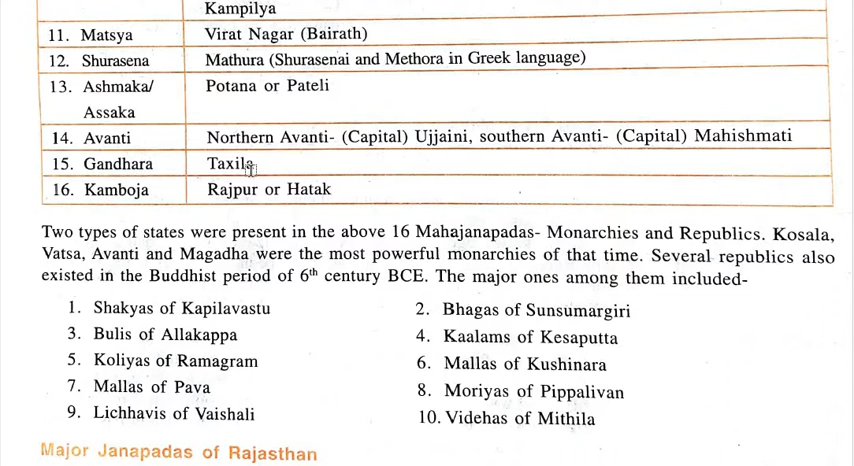 Kampilya
11. Matsya Virat Nagar (Bairath)
12. Shurasena Mathura (Shurasenai and Methora in Greek language)
13. Ashmaka/ Potana or Pateli
Assaka
14. Avanti Northern Avanti- (Capital) Ujjaini, southern Avanti- (Capital) Mahishmati
15. Gandhara Taxila
16. Kamboja Rajpur or Hatak
Two types of states were present in the above 16 Mahajanapadas- Monarchies and Republics. Kosala,
Vatsa, Avanti and Magadha were the most powerful monarchies of that time. Several republics also
existed in the Buddhist period of 6th century BCE. The major ones among them included-
1. Shakyas of Kapilavastu 2. Bhagas of Sunsumargiri
3. Bulis of Allakappa 4. Kaalams of Kesaputta
5. Koliyas of Ramagram 6. Mallas of Kushinara
7. Mallas of Pava 8. Moriyas of Pippalivan
9. Lichhavis of Vaishali 10. Videhas of Mithila
Major Janapadas of Rajasthan